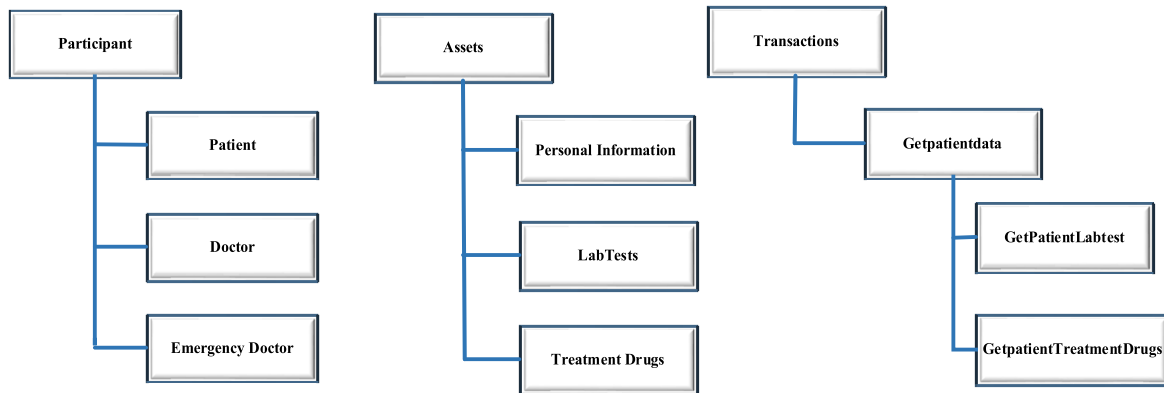 Participant
Patient
Doctor
Emergency Doctor
Assets
Personal Information
LabTests
Treatment Drugs
Transactions
Getpatientdata
GetPatientLabtest
GetpatientTreatmentDrugs